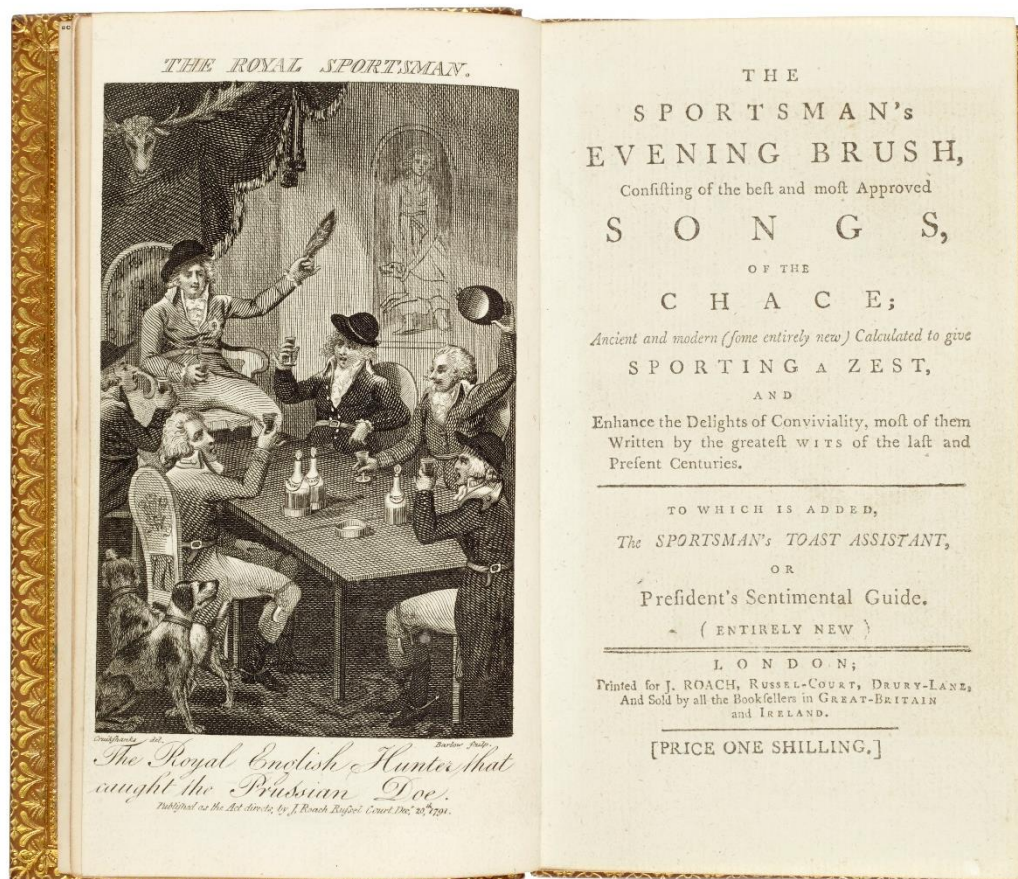 THE ROYAL SPORTSMAN.
Cruikshanks del.
Barlow sculp.
The Royal English Hunter that
caught the Prussian Doe.
Publiſhed as the Act directs, by J. Roach Ruſsel Court. Decr. 20th. 1791.
THE
SPORTSMAN's
EVENING BRUSH,
Conſiſting of the beſt and moſt Approved
SONGS,
OF THE
CHACE;
Ancient and modern (ſome entirely new) Calculated to give
SPORTING A ZEST,
AND
Enhance the Delights of Conviviality, moſt of them
Written by the greateſt WITS of the laſt and
Preſent Centuries.
TO WHICH IS ADDED,
The SPORTSMAN's TOAST ASSISTANT,
OR
Preſident's Sentimental Guide.
( ENTIRELY NEW )
LONDON;
Printed for J. ROACH, RUSSEL-COURT, DRURY-LANE,
And Sold by all the Bookſellers in GREAT-BRITAIN
and IRELAND.
[PRICE ONE SHILLING.]